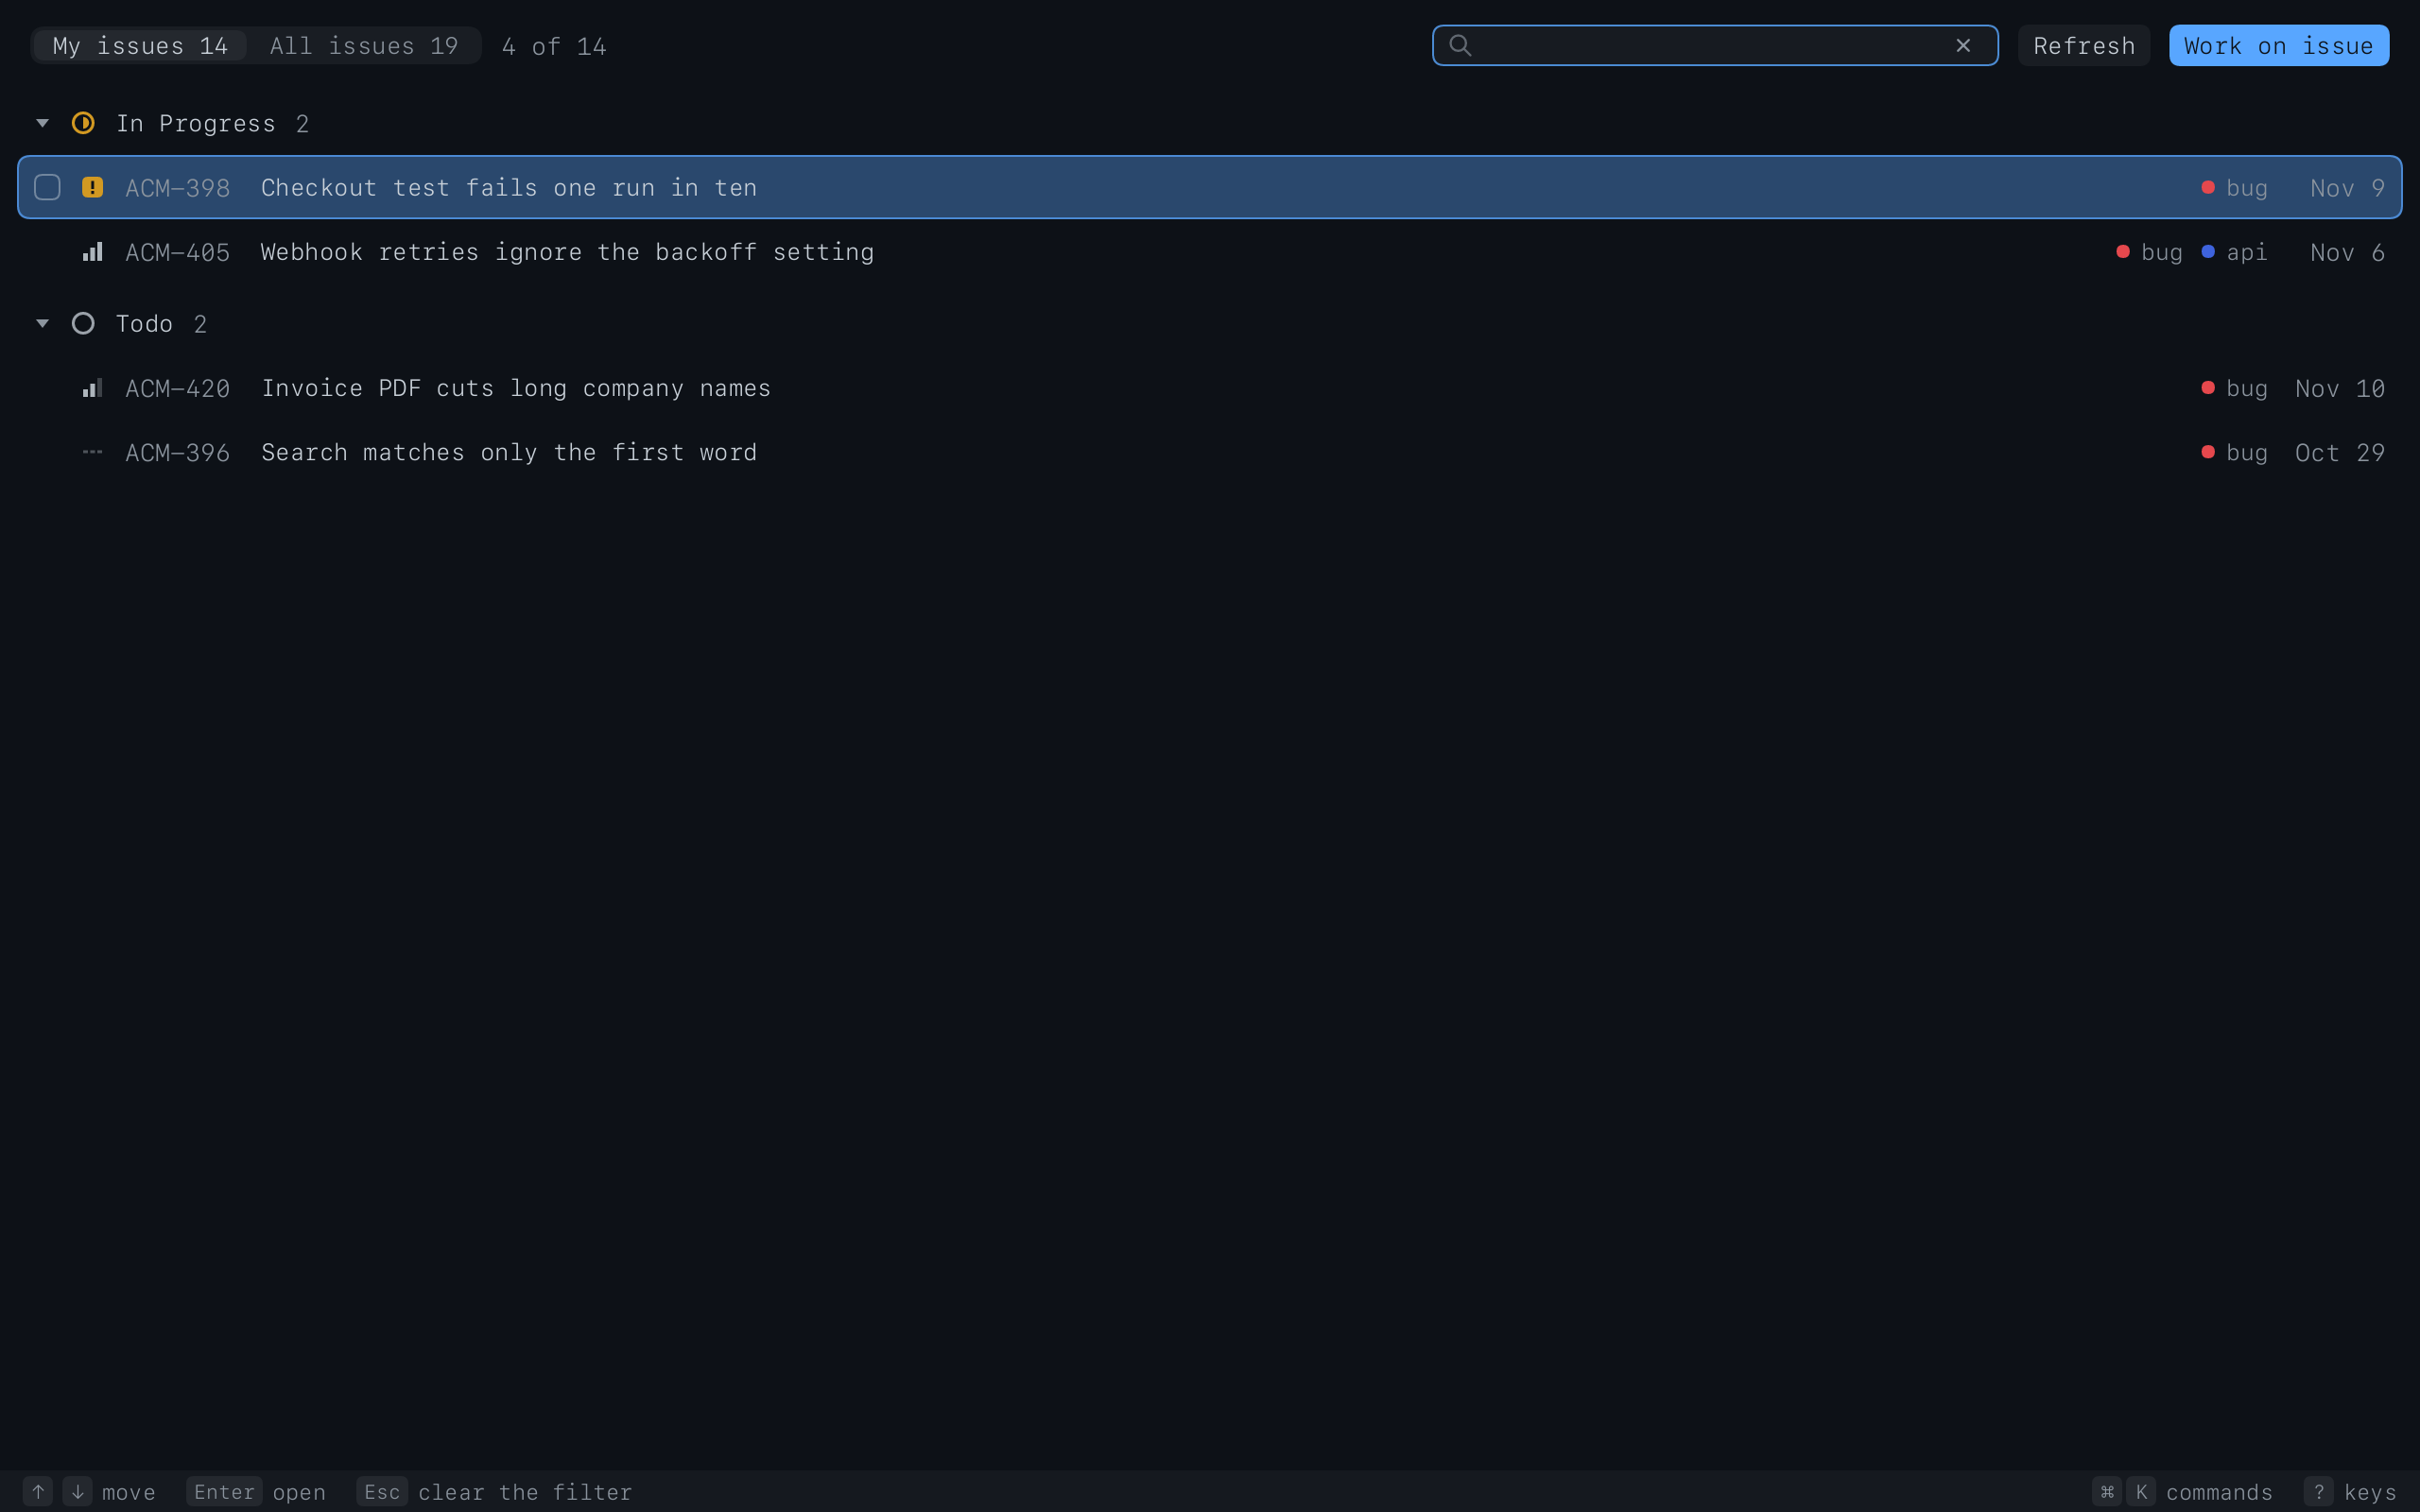 My issues 14 All issues 19 4 of 14 Refresh Work on issue
In Progress 2
ACM-398 Checkout test fails one run in ten bug Nov 9
ACM-405 Webhook retries ignore the backoff setting bug api Nov 6
Todo 2
ACM-420 Invoice PDF cuts long company names bug Nov 10
ACM-396 Search matches only the first word bug Oct 29
↑ ↓ move Enter open Esc clear the filter ⌘ K commands ? keys